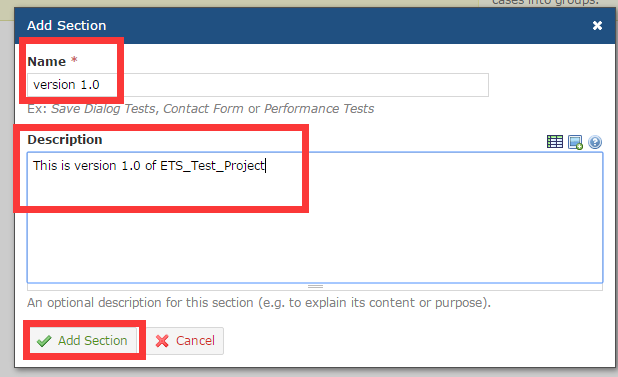 cases into groups.
Add Section
Name *
version 1.0
Ex: Save Dialog Tests, Contact Form or Performance Tests
Description
This is version 1.0 of ETS_Test_Project
An optional description for this section (e.g. to explain its content or purpose).
Add Section Cancel